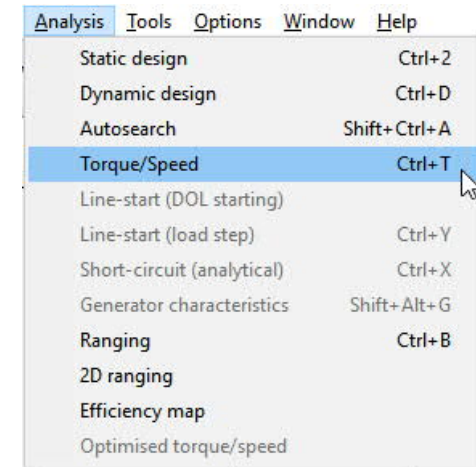 Analysis Tools Options Window Help
Static design Ctrl+2
Dynamic design Ctrl+D
Autosearch Shift+Ctrl+A
Torque/Speed Ctrl+T
Line-start (DOL starting)
Line-start (load step) Ctrl+Y
Short-circuit (analytical) Ctrl+X
Generator characteristics Shift+Alt+G
Ranging Ctrl+B
2D ranging
Efficiency map
Optimised torque/speed